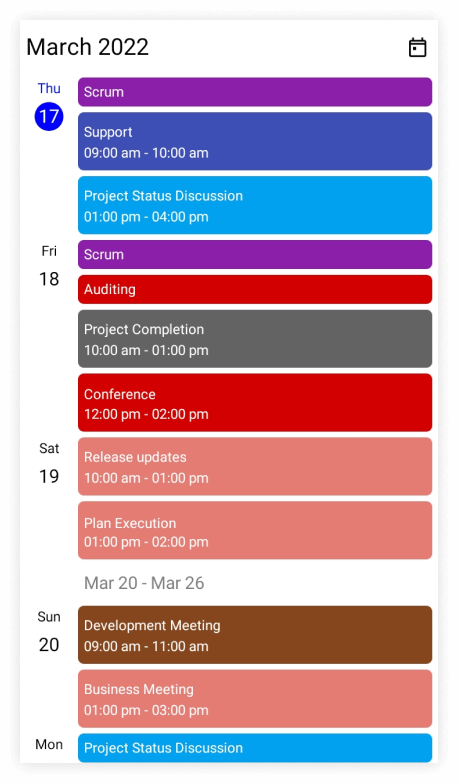 March 2022
Thu
17
Scrum
Support
09:00 am - 10:00 am
Project Status Discussion
01:00 pm - 04:00 pm
Fri
18
Scrum
Auditing
Project Completion
10:00 am - 01:00 pm
Conference
12:00 pm - 02:00 pm
Sat
19
Release updates
10:00 am - 01:00 pm
Plan Execution
01:00 pm - 02:00 pm
Mar 20 - Mar 26
Sun
20
Development Meeting
09:00 am - 11:00 am
Business Meeting
01:00 pm - 03:00 pm
Mon
Project Status Discussion